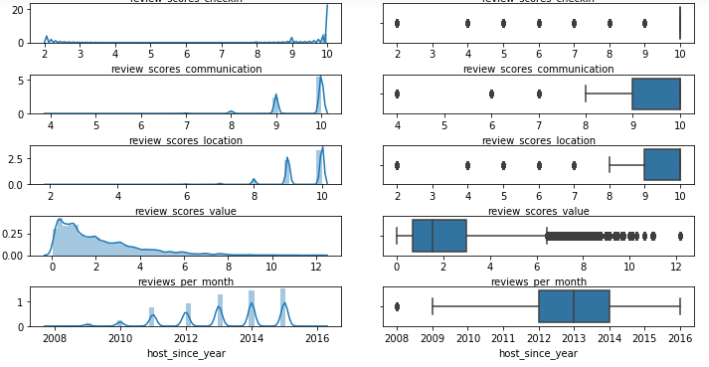 review_scores_checkin
20
0
2 3 4 5 6 7 8 9 10
review_scores_communication
5
0
4 5 6 7 8 9 10
review_scores_location
2.5
0.0
2 4 6 8 10
review_scores_value
0.25
0.00
0 2 4 6 8 10 12
reviews_per_month
1
0
2008 2010 2012 2014 2016
host_since_year
review_scores_checkin
2 3 4 5 6 7 8 9 10
review_scores_communication
4 5 6 7 8 9 10
review_scores_location
2 3 4 5 6 7 8 9 10
review_scores_value
0 2 4 6 8 10 12
reviews_per_month
2008 2009 2010 2011 2012 2013 2014 2015 2016
host_since_year